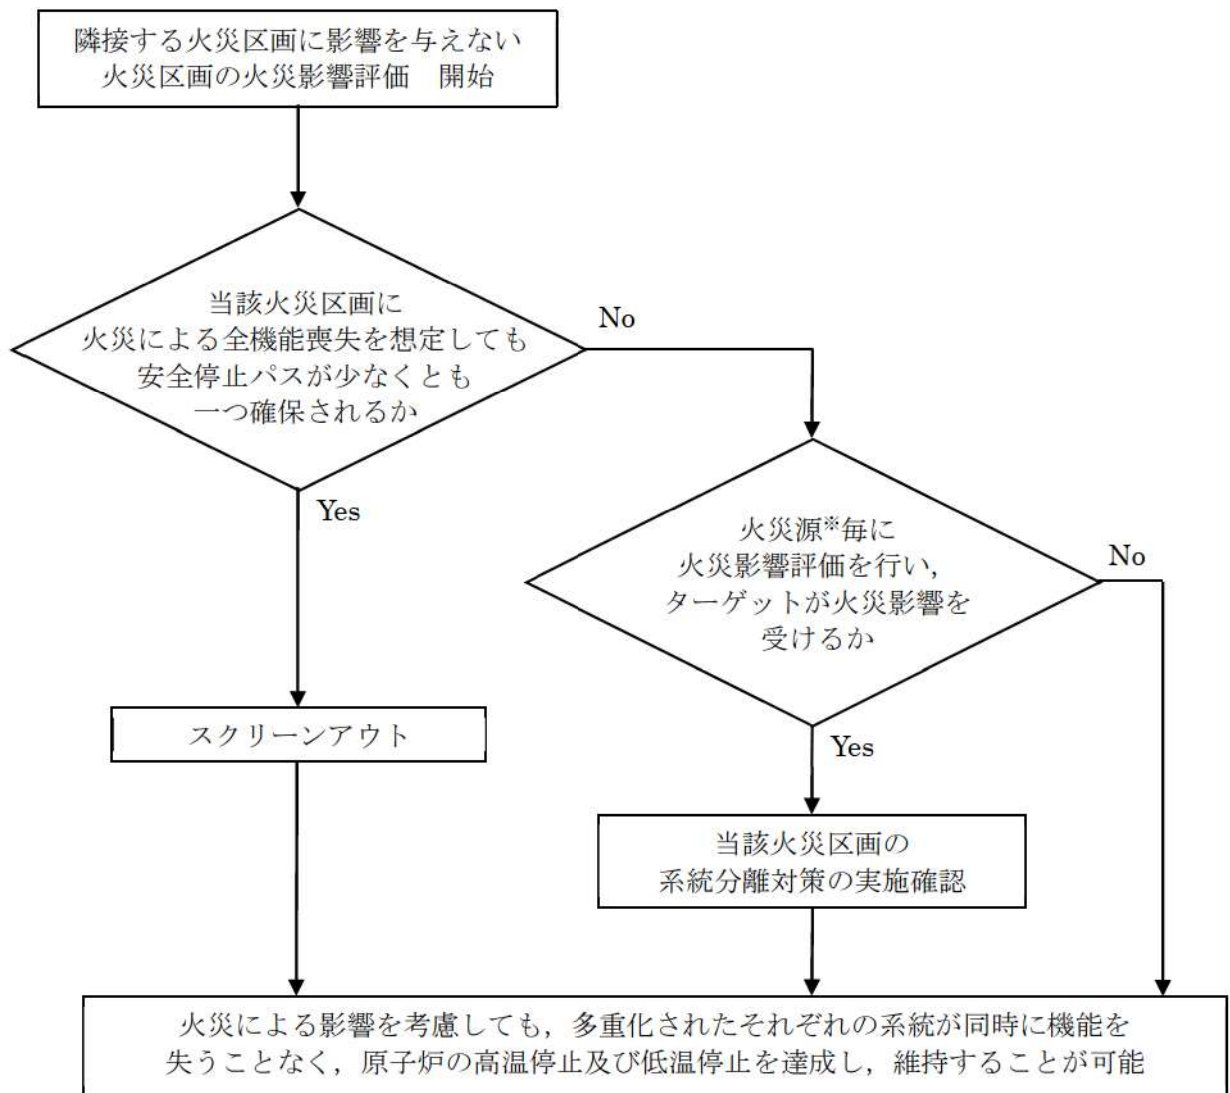 隣接する火災区画に影響を与えない
火災区画の火災影響評価　開始
当該火災区画に
火災による全機能喪失を想定しても
安全停止パスが少なくとも
一つ確保されるか
No
Yes
火災源※毎に
火災影響評価を行い，
ターゲットが火災影響を
受けるか
No
Yes
スクリーンアウト
当該火災区画の
系統分離対策の実施確認
火災による影響を考慮しても，多重化されたそれぞれの系統が同時に機能を
失うことなく，原子炉の高温停止及び低温停止を達成し，維持することが可能